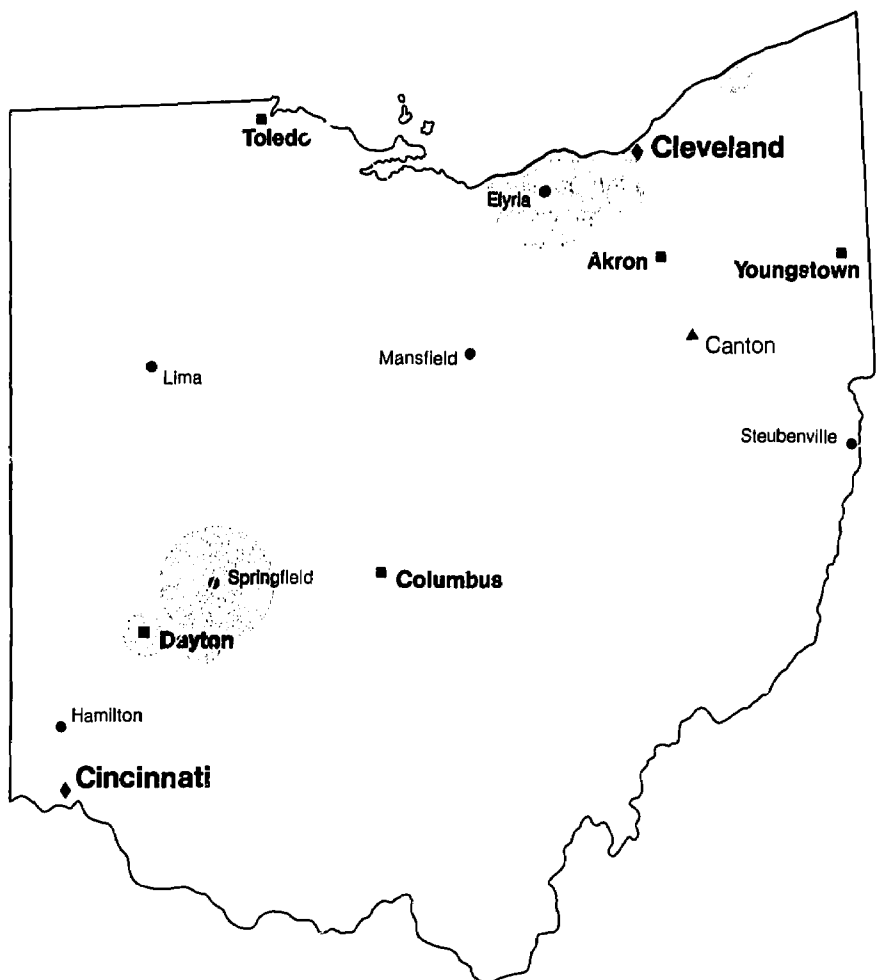 Toledo
Cleveland
Elyria
Akron
Youngstown
Mansfield
Canton
Lima
Steubenville
Springfield
Columbus
Dayton
Hamilton
Cincinnati